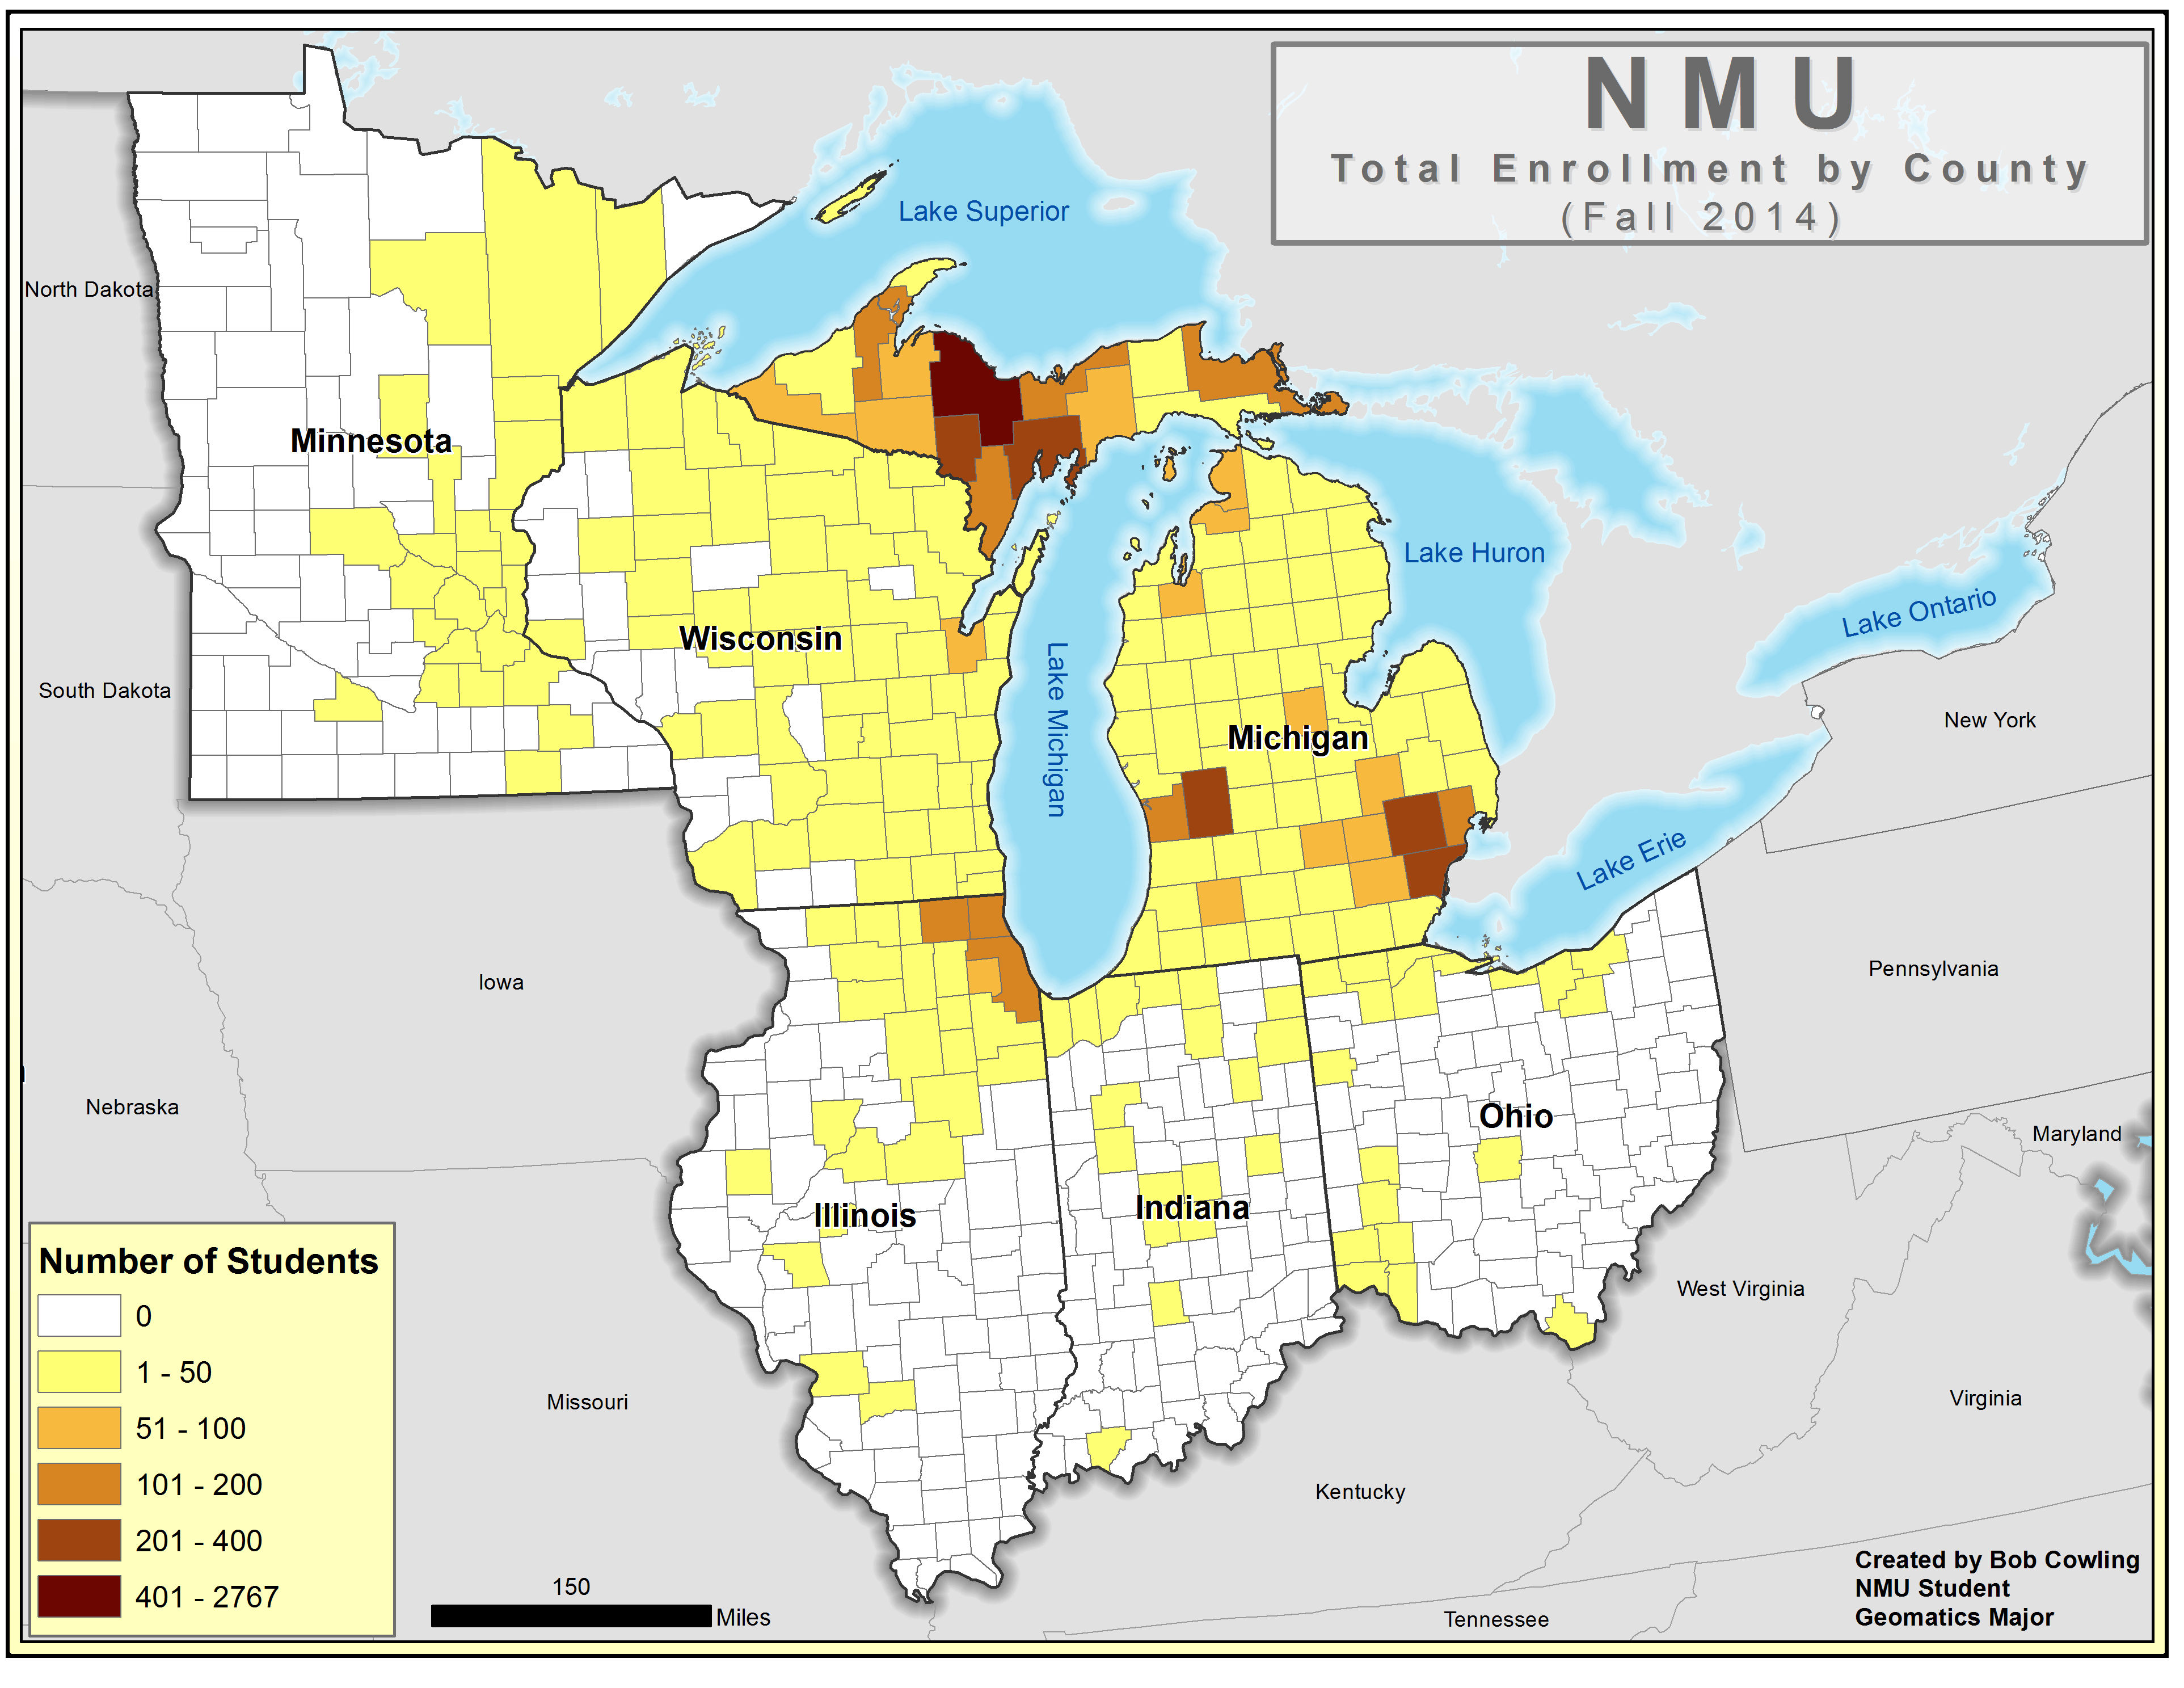 NMU
Total Enrollment by County
(Fall 2014)
Lake Superior
North Dakota
Minnesota
Lake Huron
Lake Ontario
Wisconsin
Lake Michigan
South Dakota
New York
Michigan
Lake Erie
Iowa
Pennsylvania
Nebraska
Ohio
Maryland
Illinois
Indiana
West Virginia
Number of Students
0
1 - 50
51 - 100
101 - 200
201 - 400
401 - 2767
Missouri
Virginia
Kentucky
150
Miles
Tennessee
Created by Bob Cowling
NMU Student
Geomatics Major